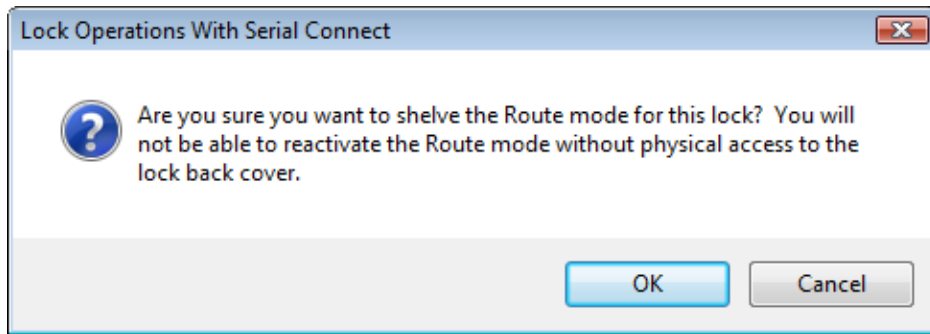 Lock Operations With Serial Connect
Are you sure you want to shelve the Route mode for this lock?  You will
not be able to reactivate the Route mode without physical access to the
lock back cover.
OK
Cancel